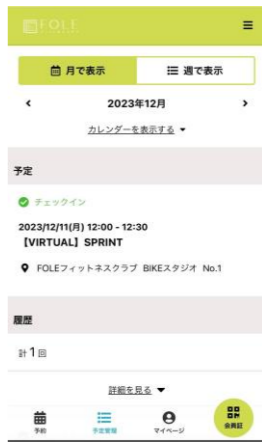 FOLE
月で表示
週で表示
2023年12月
カレンダーを表示する
予定
チェックイン
2023/12/11(月) 12:00 - 12:30
【VIRTUAL】SPRINT
FOLEフィットネスクラブ BIKEスタジオ No.1
履歴
計1回
詳細を見る
予約
予定管理
マイページ
会員証